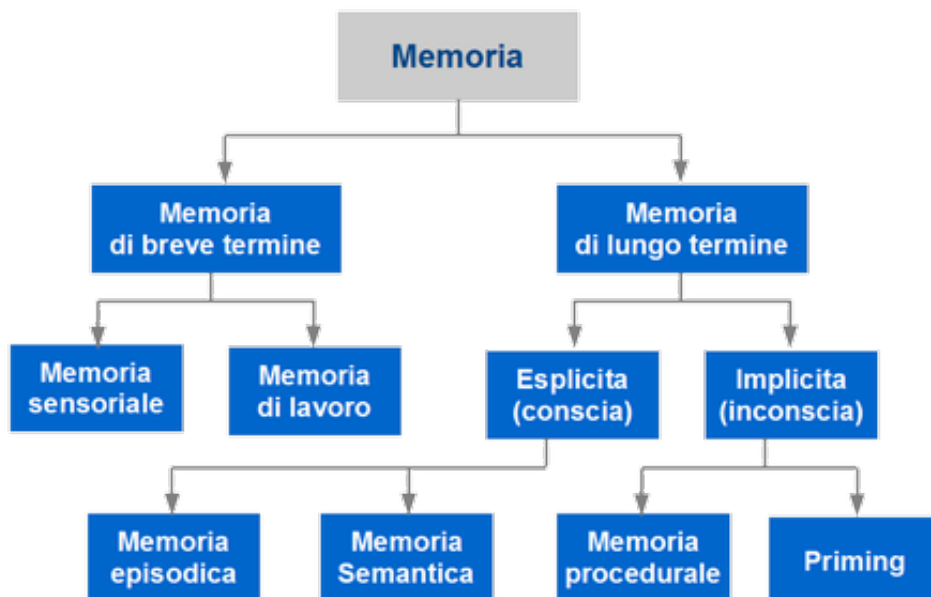 Memoria
Memoria
di breve termine
Memoria
di lungo termine
Memoria
sensoriale
Memoria
di lavoro
Esplicita
(conscia)
Implicita
(inconscia)
Memoria
episodica
Memoria
Semantica
Memoria
procedurale
Priming